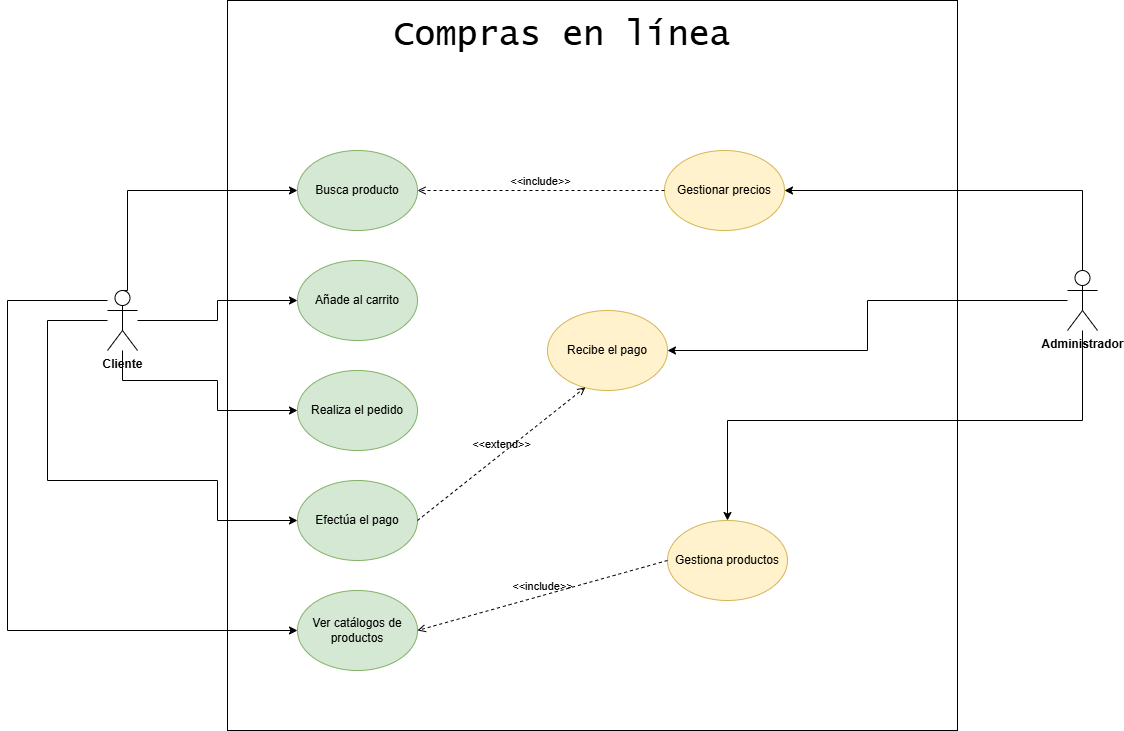 Compras en línea
Busca producto
<<include>>
Gestionar precios
Añade al carrito
Cliente
Recibe el pago
Administrador
Realiza el pedido
<<extend>>
Efectúa el pago
Gestiona productos
<<include>>
Ver catálogos de
productos